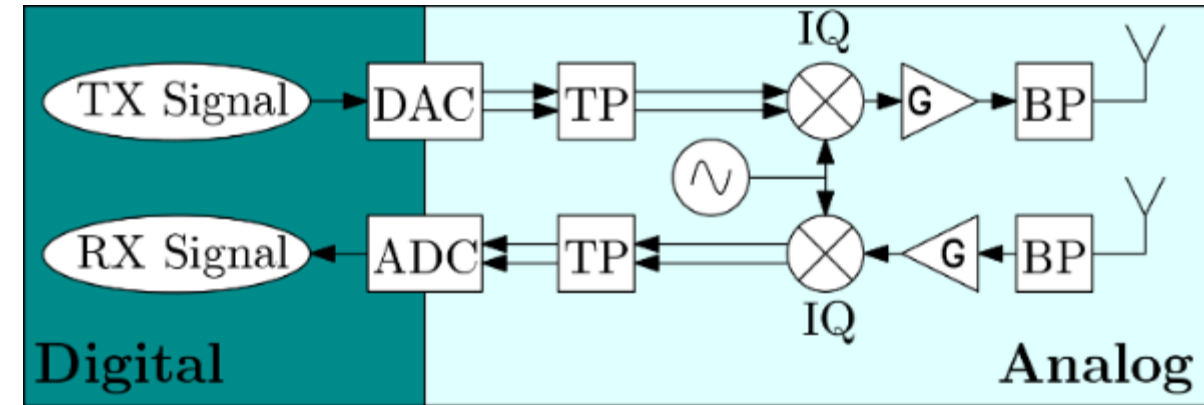 IQ
TX Signal DAC TP G BP
RX Signal ADC TP G BP
IQ
Digital Analog